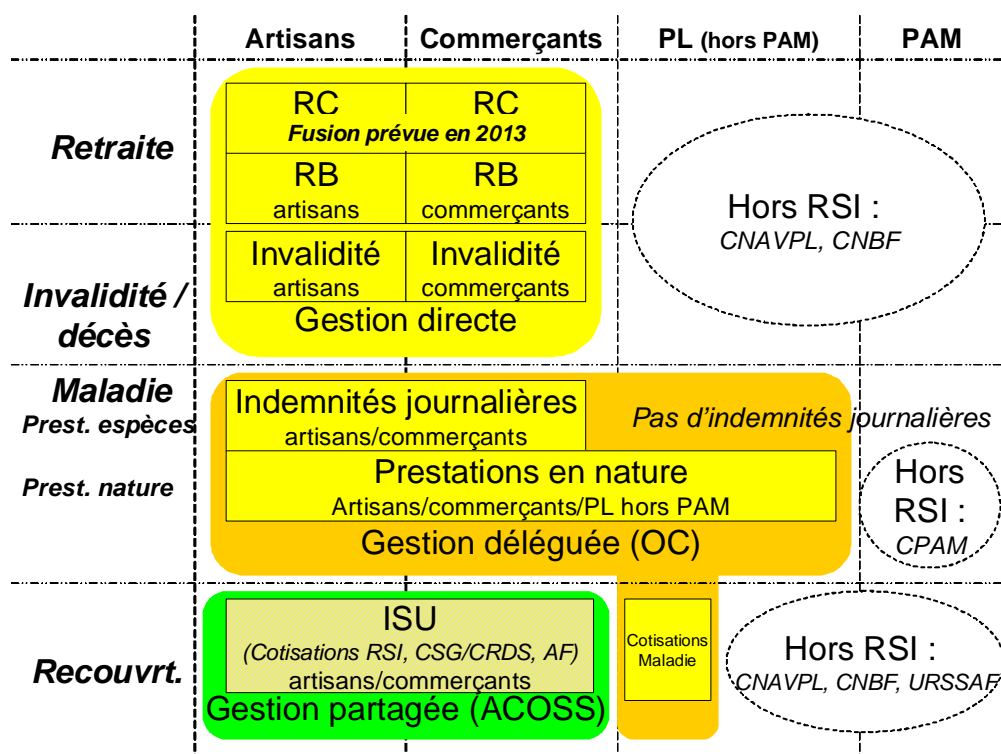 Artisans Commerçants PL (hors PAM) PAM
Retraite
RC RC
Fusion prévue en 2013
RB RB
artisans commerçants
Hors RSI :
CNAVPL, CNBF
Invalidité /
décès
Invalidité Invalidité
artisans commerçants
Gestion directe
Maladie
Prest. espèces
Indemnités journalières
artisans/commerçants
Pas d’indemnités journalières
Prest. nature
Prestations en nature
Artisans/commerçants/PL hors PAM
Gestion déléguée (OC)
Hors
RSI :
CPAM
Recouvrt.
ISU
(Cotisations RSI, CSG/CRDS, AF)
artisans/commerçants
Gestion partagée (ACOSS)
Cotisations
Maladie
Hors RSI :
CNAVPL, CNBF, URSSAF